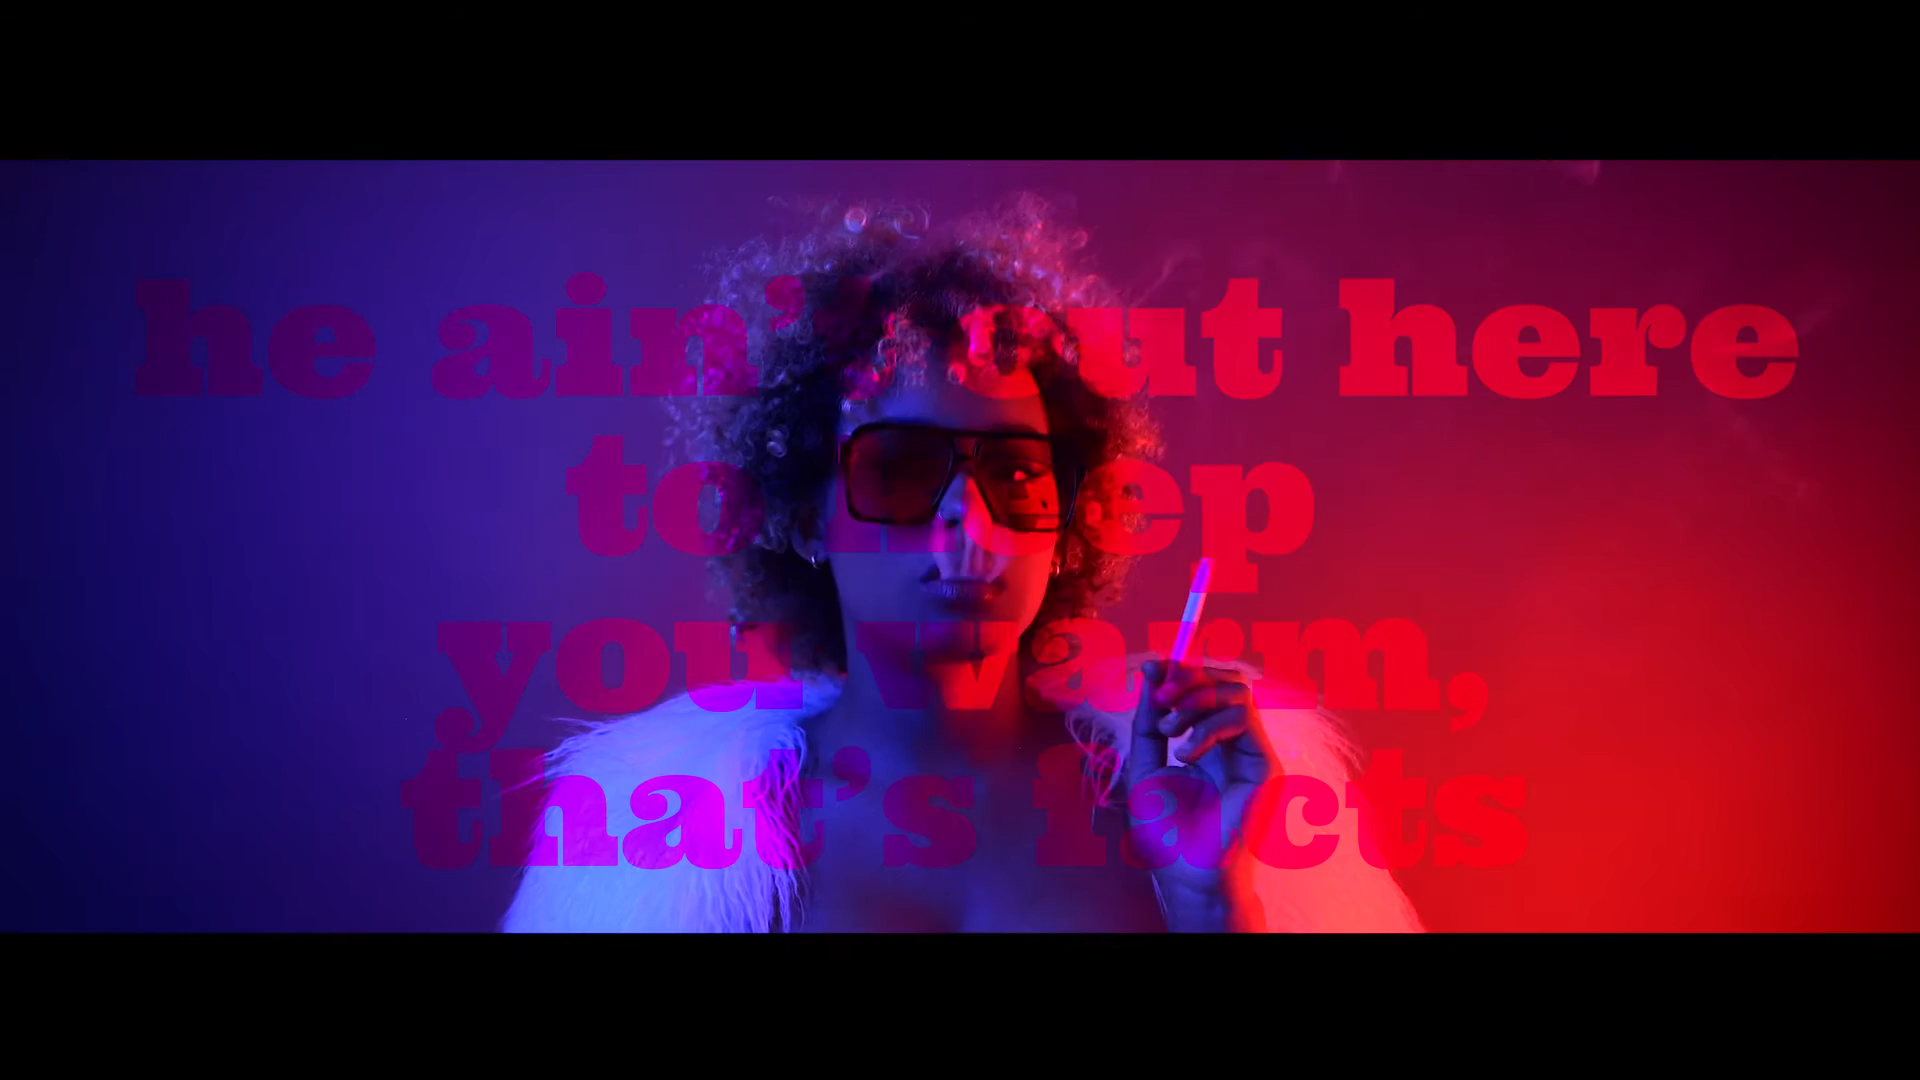 he ain't out here
to keep
you warm,
that's facts